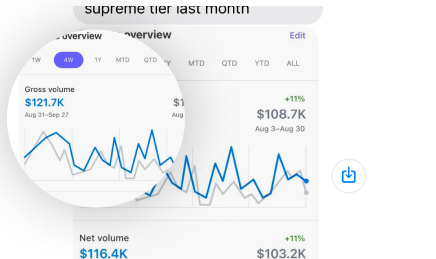 supreme tier last month
overview
overview
Edit
1W
4W
1Y
MTD
QTD
MTD
QTD
YTD
ALL
Gross volume
$121.7K
Aug 31–Sep 27
+11%
$108.7K
Aug 3–Aug 30
Net volume
+11%
$116.4K
$103.2K